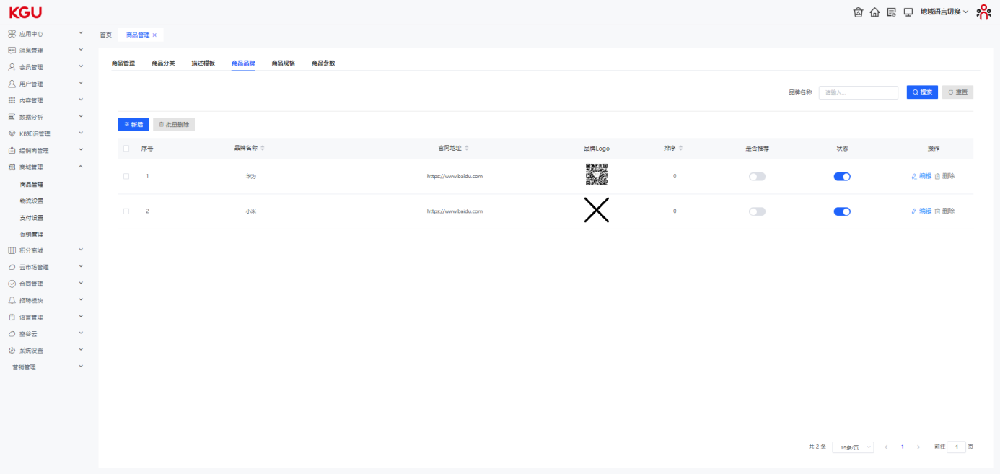 KGU
地域语言切换
应用中心
消息管理
会员管理
用户管理
内容管理
数据分析
KB知识管理
经销商管理
商城管理
商品管理
物流设置
支付设置
促销管理
积分商城
云市场管理
合同管理
招聘模块
语言管理
空谷云
系统设置
营销管理
首页 商品管理 ×
商品管理 商品分类 描述模板 商品品牌 商品规格 商品参数
品牌名称 请输入... 搜索 重置
新增 批量删除
序号 品牌名称 官网地址 品牌Logo 排序 是否推荐 状态 操作
1 华为 https://www.baidu.com 0 编辑 删除
2 小米 https://www.baidu.com 0 编辑 删除
共 2 条 15条/页 1 前往 1 页